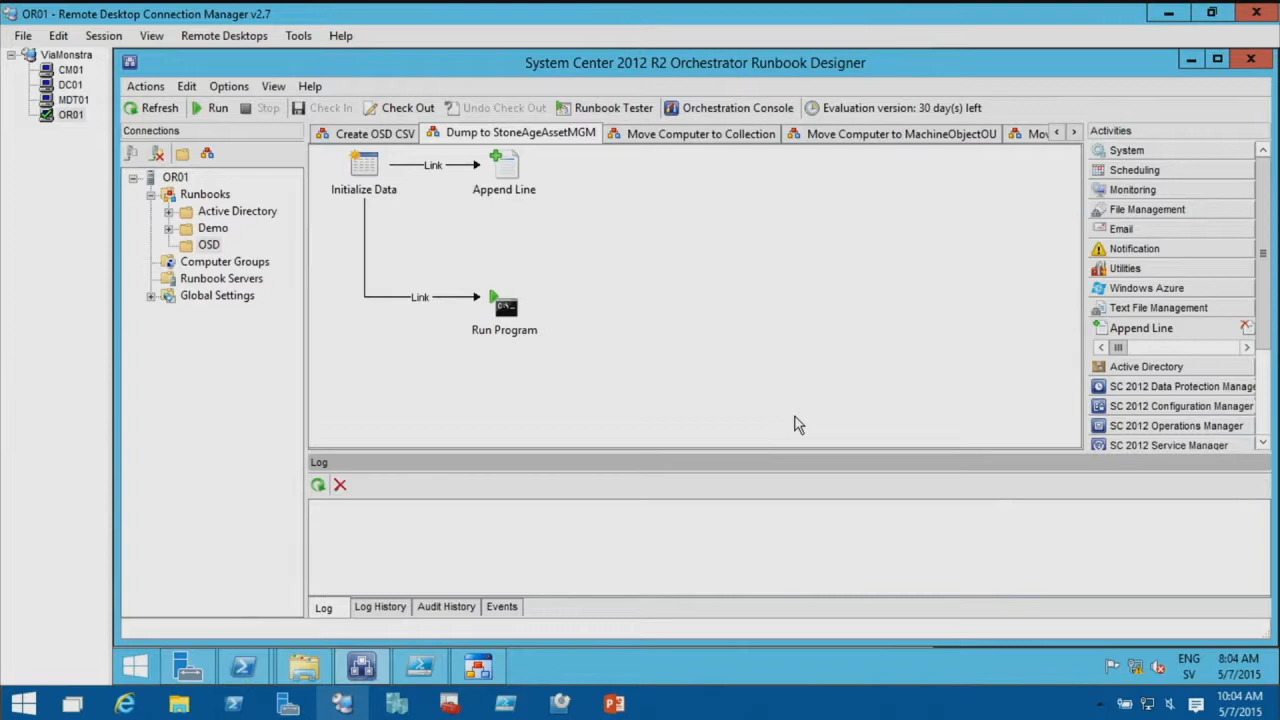 OR01 - Remote Desktop Connection Manager v2.7
File Edit Session View Remote Desktops Tools Help
ViaMonstra
CM01
DC01
MDT01
OR01
System Center 2012 R2 Orchestrator Runbook Designer
Actions Edit Options View Help
Refresh Run Stop Check In Check Out Undo Check Out Runbook Tester Orchestration Console Evaluation version: 30 day(s) left
Connections
OR01
Runbooks
Active Directory
Demo
OSD
Computer Groups
Runbook Servers
Global Settings
Create OSD CSV Dump to StoneAgeAssetMGM Move Computer to Collection Move Computer to MachineObjectOU Mov
Initialize Data
Link
Append Line
Link
Run Program
Activities
System
Scheduling
Monitoring
File Management
Email
Notification
Utilities
Windows Azure
Text File Management
Append Line
Active Directory
SC 2012 Data Protection Manage
SC 2012 Configuration Manager
SC 2012 Operations Manager
SC 2012 Service Manager
Log
Log Log History Audit History Events
ENG
SV
8:04 AM
5/7/2015
10:04 AM
5/7/2015